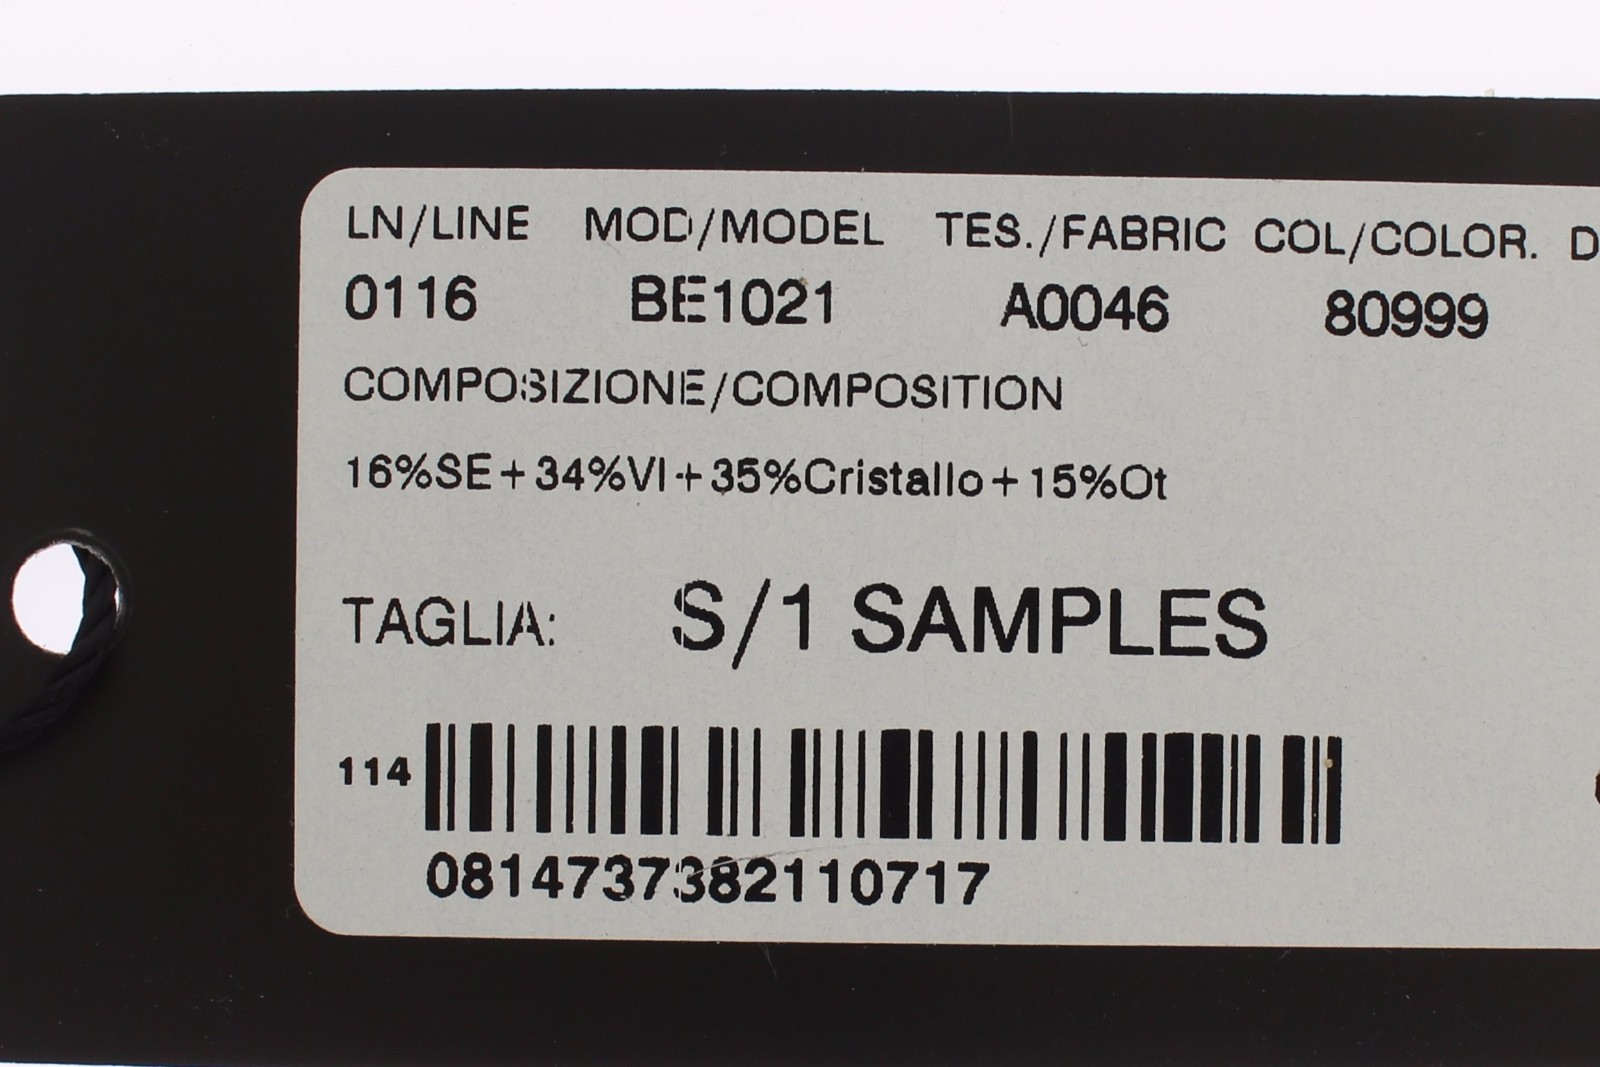 LN/LINE MOD/MODEL TES./FABRIC COL/COLOR. D
0116 BE1021 A0046 80999
COMPOSIZIONE/COMPOSITION
16%SE+34%VI+35%Cristallo+15%Ot
TAGLIA: S/1 SAMPLES
114
0814737382110717